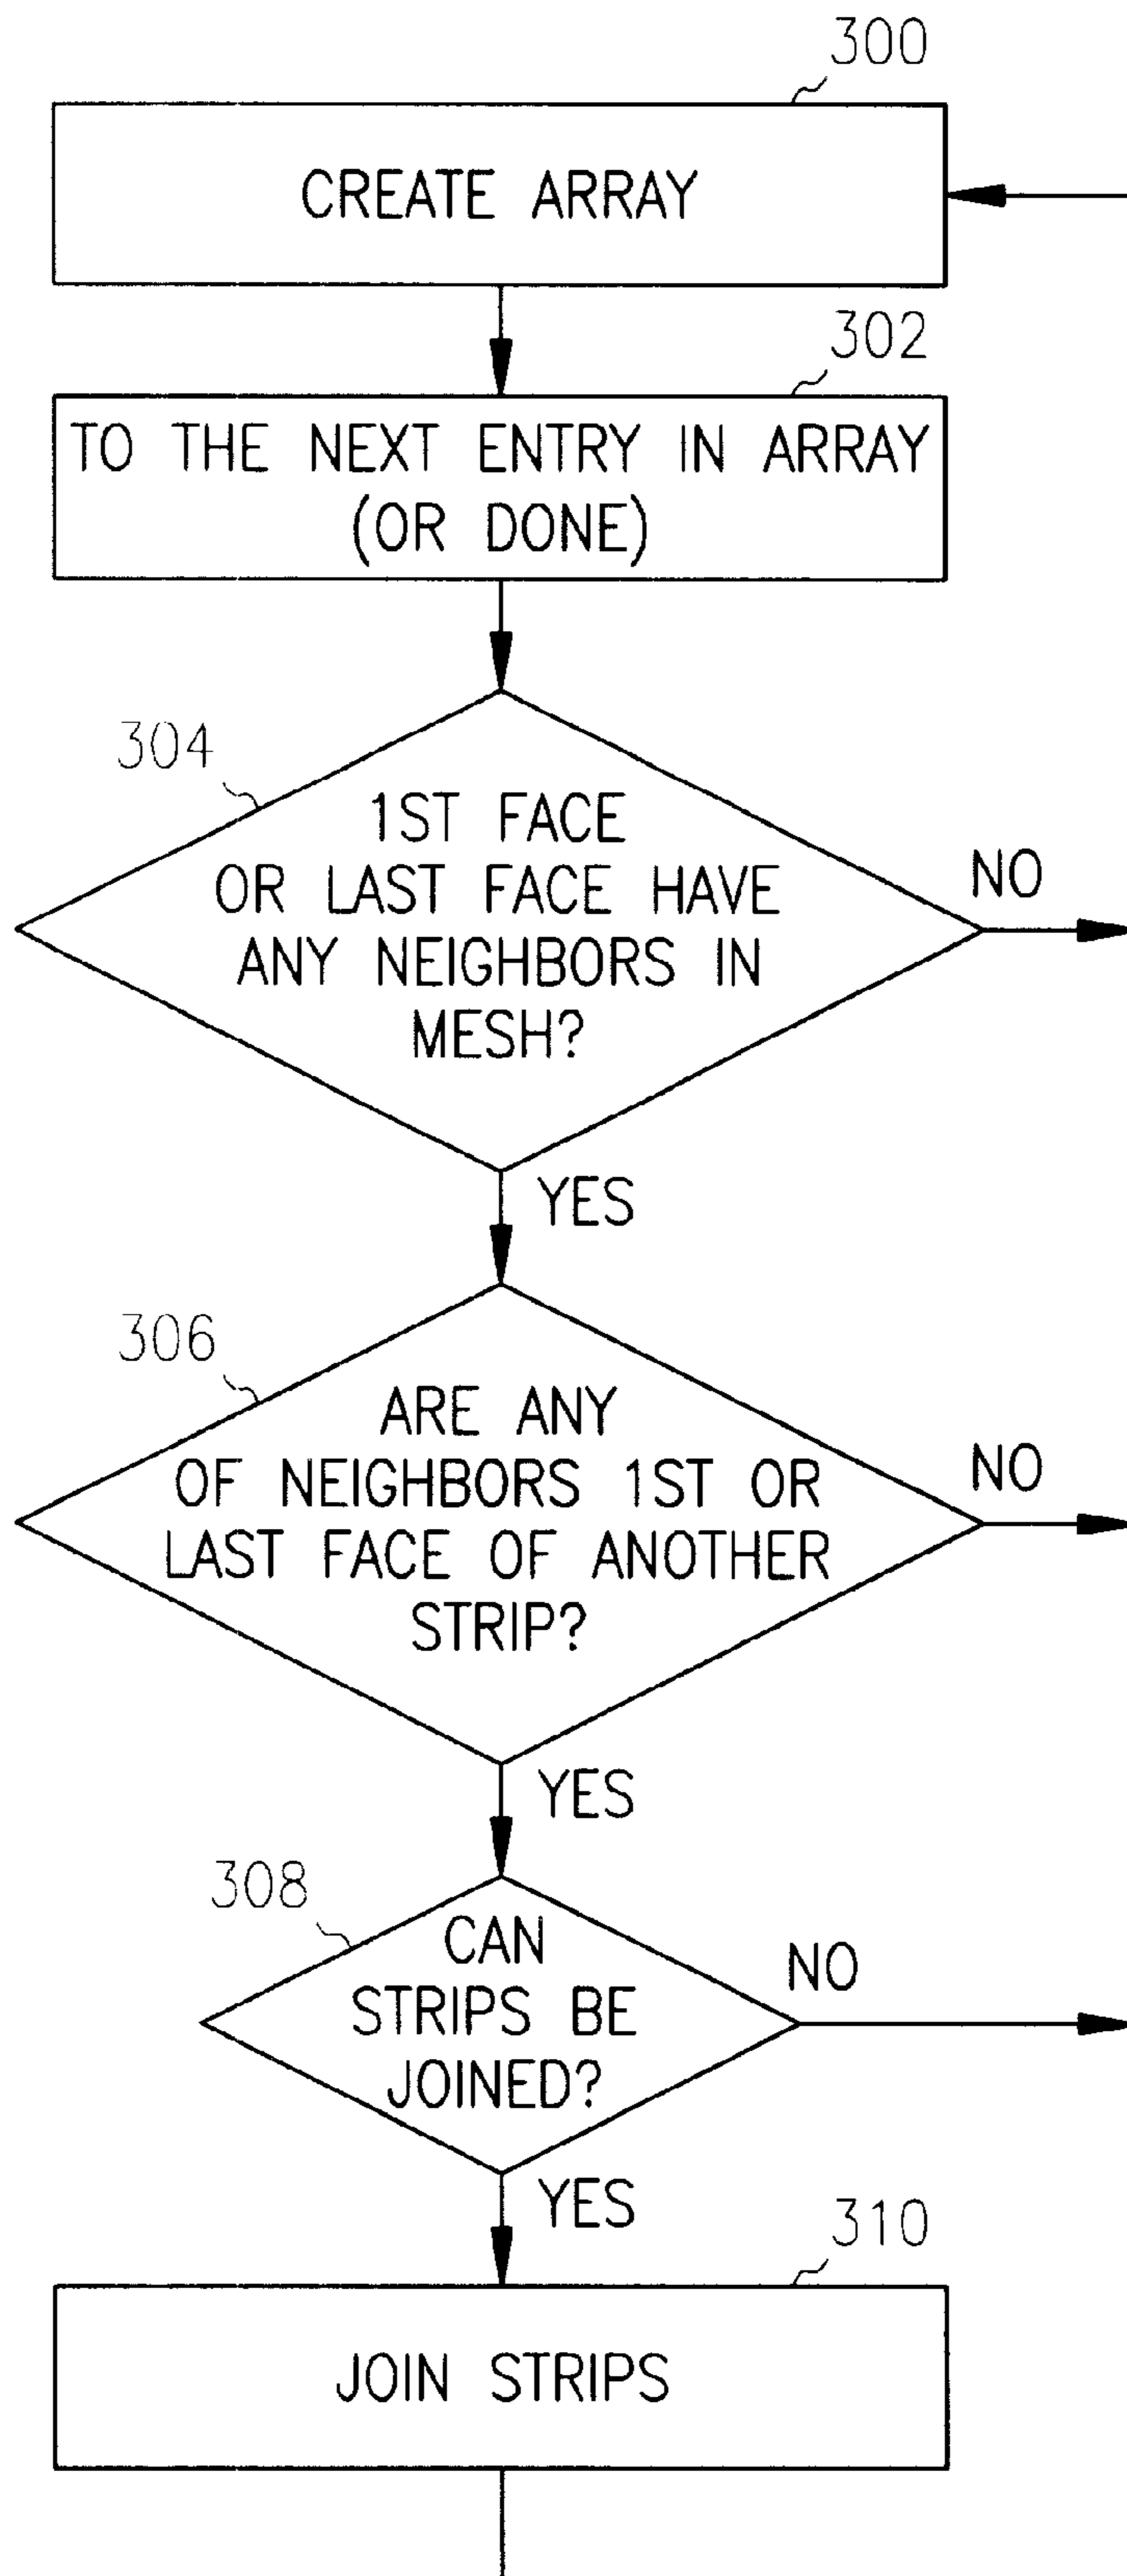 300
CREATE ARRAY
302
TO THE NEXT ENTRY IN ARRAY
(OR DONE)
304
1ST FACE
OR LAST FACE HAVE
ANY NEIGHBORS IN
MESH?
NO
YES
306
ARE ANY
OF NEIGHBORS 1ST OR
LAST FACE OF ANOTHER
STRIP?
NO
YES
308
CAN
STRIPS BE
JOINED?
NO
YES
310
JOIN STRIPS